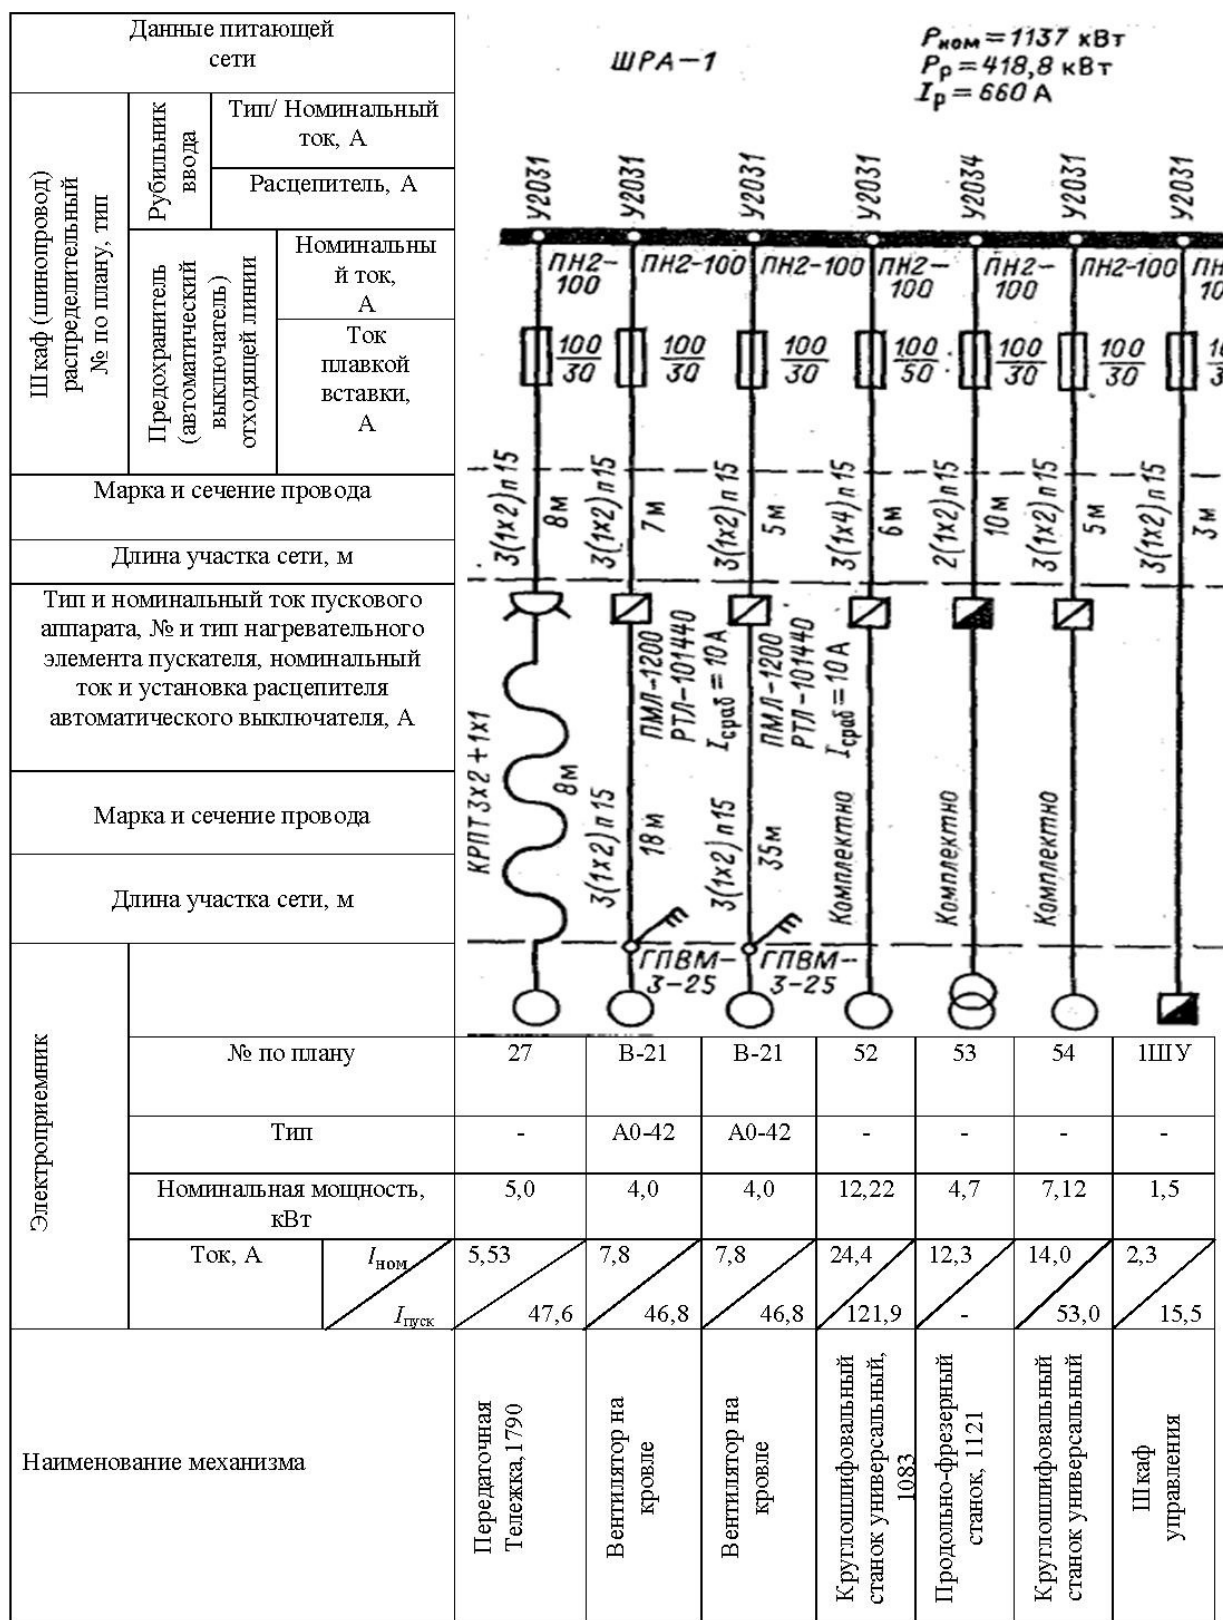 Данные питающей
сети
ШРА-1
Pном = 1137 кВт
Pр = 418,8 кВт
Iр = 660 А
Шкаф (шинопровод)
распределительный
№ по плану, тип
Рубильник
ввода
Тип/ Номинальный
ток, А
Расцепитель, А
Предохранитель
(автоматический
выключатель)
отходящей линии
Номинальны
й ток,
А
Ток
плавкой
вставки,
А
У2031
У2031
У2031
У2031
У2034
У2031
У2031
ПН2-
100
ПН2-100
ПН2-100
ПН2-
100
ПН2-
100
ПН2-100
ПН
10
100
30
100
30
100
30
100
50
100
30
100
30
Марка и сечение провода
Длина участка сети, м
3(1х2)п15
8м
3(1х2)п15
7м
3(1х2)п15
5м
3(1х4)п15
6м
2(1х2)п15
10м
3(1х2)п15
5м
3(1х2)п15
3м
Тип и номинальный ток пускового
аппарата, № и тип нагревательного
элемента пускателя, номинальный
ток и установка расцепителя
автоматического выключателя, А
ПМЛ-1200
РТЛ-101440
Iсраб = 10А
ПМЛ-1200
РТЛ-101440
Iсраб = 10А
Марка и сечение провода
Длина участка сети, м
КРПТ 3х2+1х1
8м
3(1х2)п15
18м
3(1х2)п15
35м
Комплектно
Комплектно
Комплектно
ГПВМ-
3-25
ГПВМ-
3-25
Электроприемник
№ по плану
27
В-21
В-21
52
53
54
1ШУ
Тип
-
А0-42
А0-42
-
-
-
-
Номинальная мощность,
кВт
5,0
4,0
4,0
12,22
4,7
7,12
1,5
Ток, А
Iном
Iпуск
5,53
47,6
7,8
46,8
7,8
46,8
24,4
121,9
12,3
-
14,0
53,0
2,3
15,5
Наименование механизма
Передаточная
Тележка,1790
Вентилятор на
кровле
Вентилятор на
кровле
Круглошлифовальный
станок универсальный,
1083
Продольно-фрезерный
станок, 1121
Круглошлифовальный
станок универсальный
Шкаф
управления